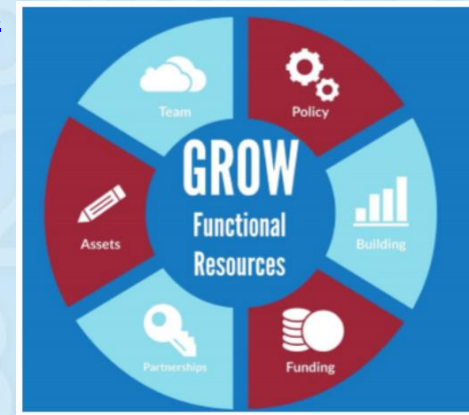 Team
Policy
GROW
Functional
Resources
Assets
Building
Partnerships
Funding